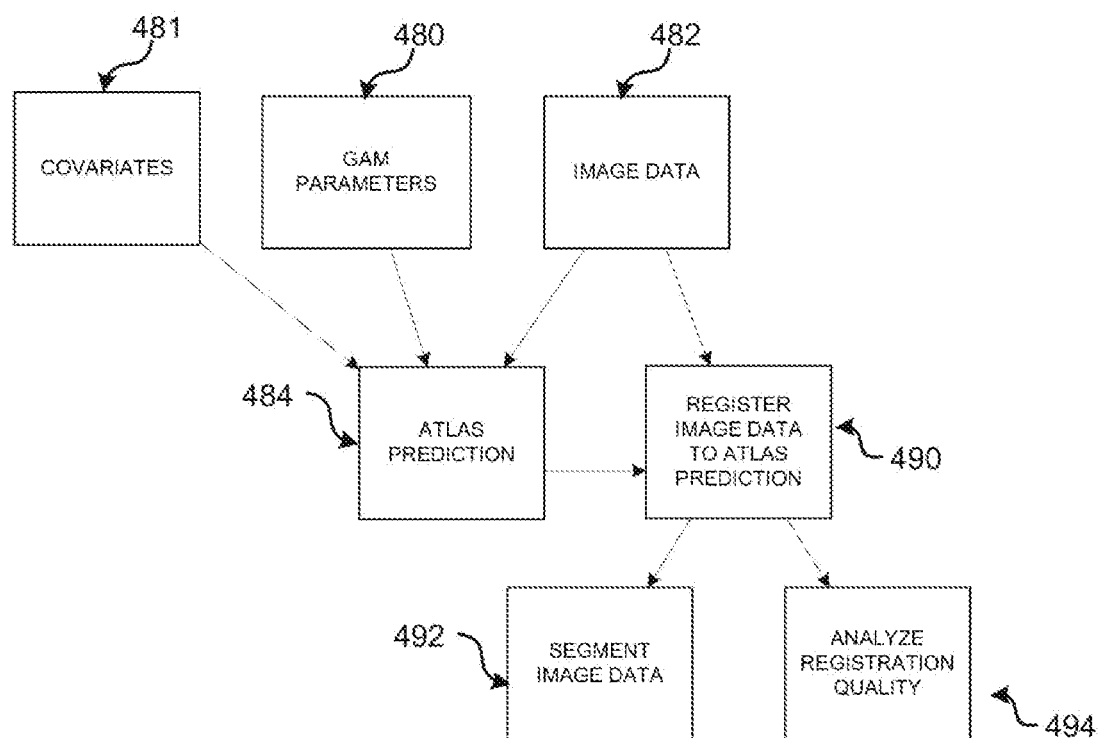 481
480
482
COVARIATES
GAM
PARAMETERS
IMAGE DATA
484
ATLAS
PREDICTION
REGISTER
IMAGE DATA
TO ATLAS
PREDICTION
490
492
SEGMENT
IMAGE DATA
ANALYZE
REGISTRATION
QUALITY
494